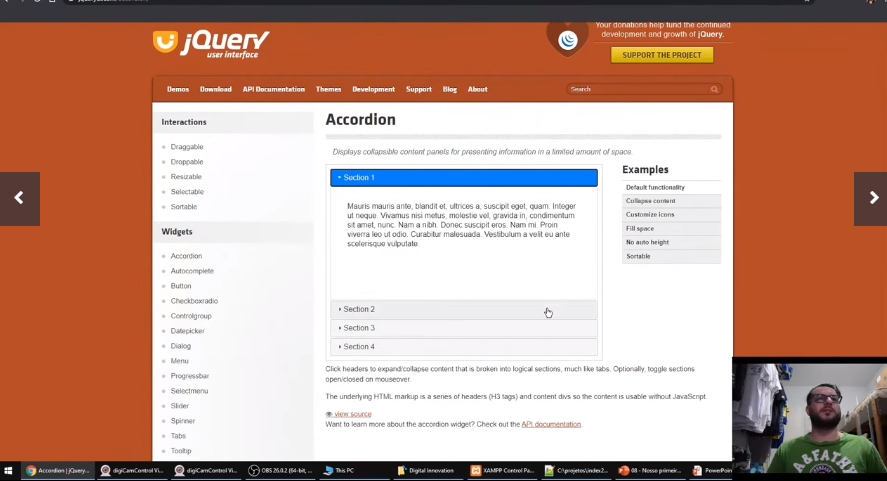 jQuery
user interface
Your donations help fund the continued
development and growth of jQuery.
SUPPORT THE PROJECT
Demos Download API Documentation Themes Development Support Blog About
Search
Interactions
Draggable
Droppable
Resizable
Selectable
Sortable
Widgets
Accordion
Autocomplete
Button
Checkboxradio
Controlgroup
Datepicker
Dialog
Menu
Progressbar
Selectmenu
Slider
Spinner
Tabs
Tooltip
Accordion
Displays collapsible content panels for presenting information in a limited amount of space.
Section 1
Mauris mauris ante, blandit et, ultrices a, suscipit eget, quam. Integer
ut neque. Vivamus nisi metus, molestie vel, gravida in, condimentum
sit amet, nunc. Nam a nibh. Donec suscipit eros. Nam mi. Proin
viverra leo ut odio. Curabitur malesuada. Vestibulum a velit eu ante
scelerisque vulputate.
Section 2
Section 3
Section 4
Click headers to expand/collapse content that is broken into logical sections, much like tabs. Optionally, toggle sections
open/closed on mouseover.
The underlying HTML markup is a series of headers (H3 tags) and content divs so the content is usable without JavaScript.
view source
Want to learn more about the accordion widget? Check out the API documentation.
Examples
Default functionality
Collapse content
Customize icons
Fill space
No auto height
Sortable
Accordion | jQuery...
digiCamControl Vi...
digiCamControl Vi...
OBS 26.0.2 (64-bit, ...
This PC
Digital Innovation
XAMPP Control Pa...
C:\projetos\index2...
08 - Nosso primeir...
PowerPoint
A&FATHY